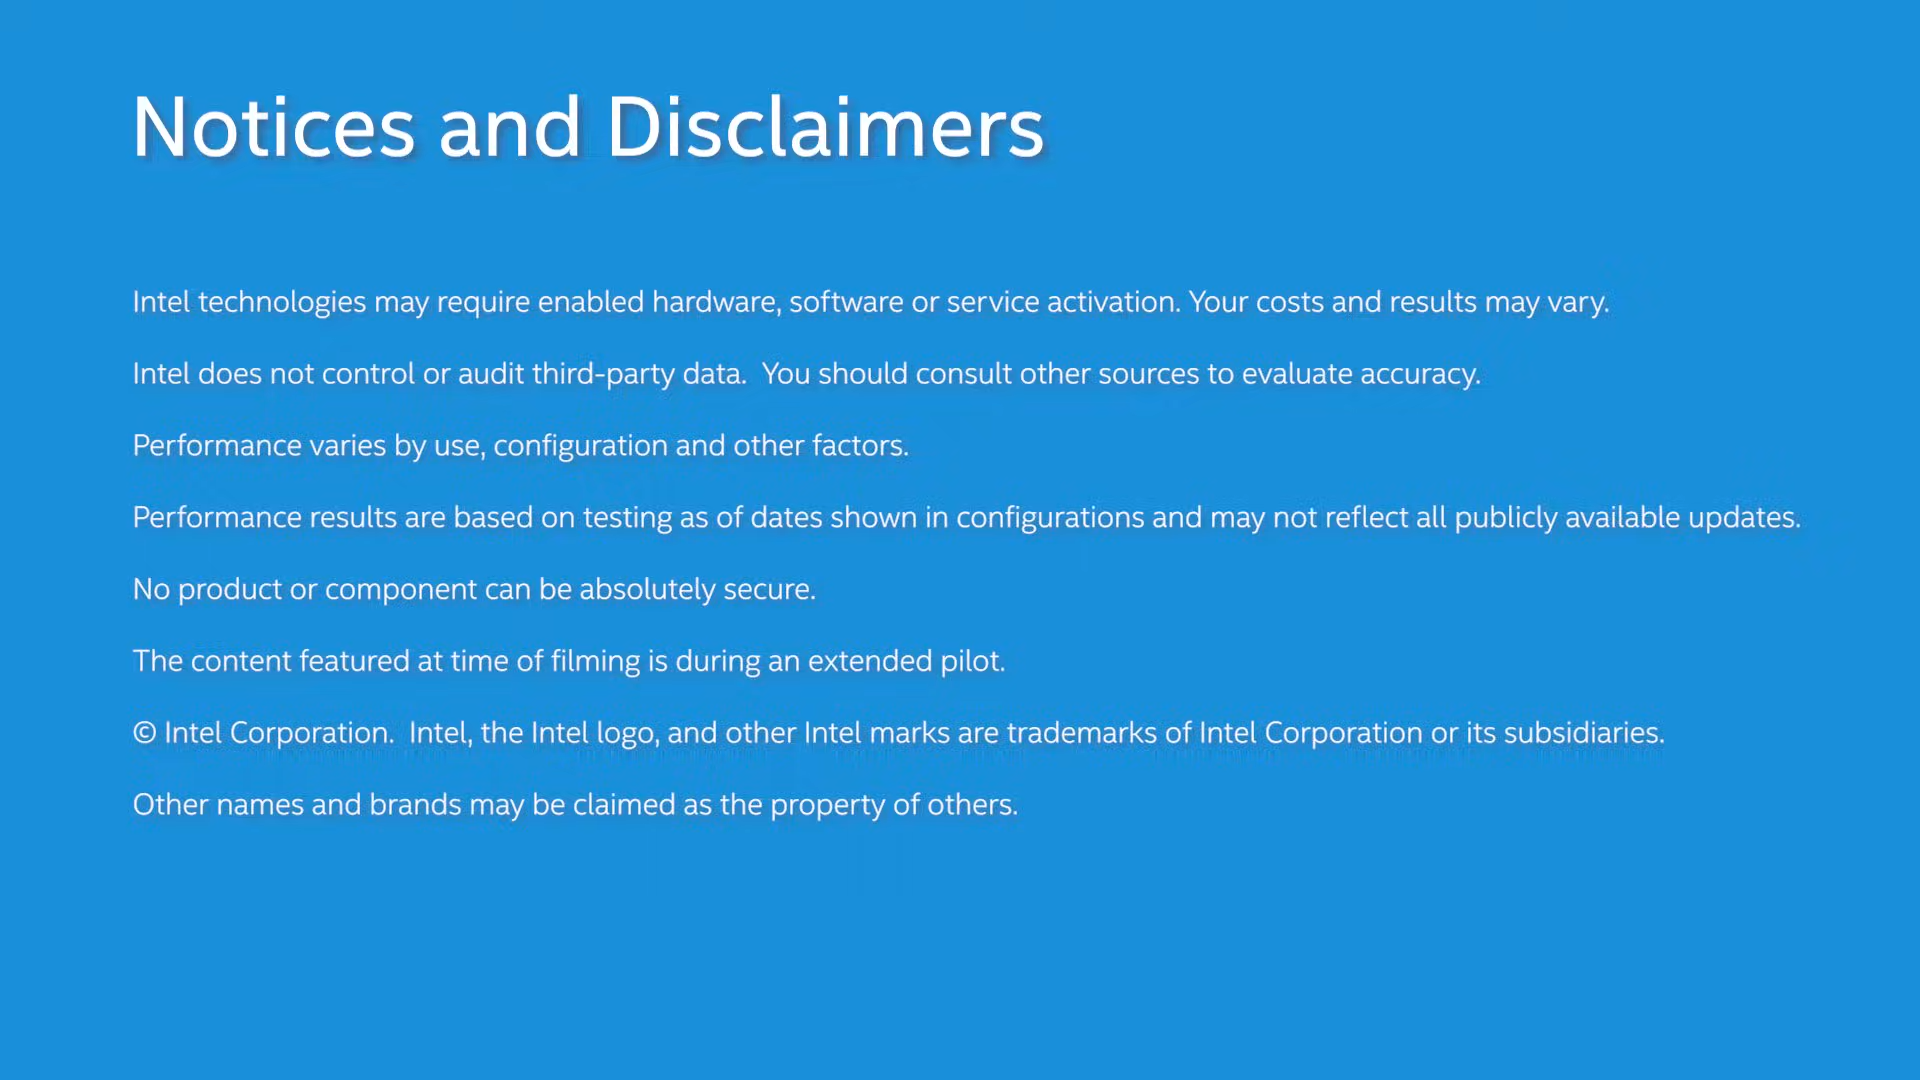 Notices and Disclaimers
Intel technologies may require enabled hardware, software or service activation. Your costs and results may vary.
Intel does not control or audit third-party data.  You should consult other sources to evaluate accuracy.
Performance varies by use, configuration and other factors.
Performance results are based on testing as of dates shown in configurations and may not reflect all publicly available updates.
No product or component can be absolutely secure.
The content featured at time of filming is during an extended pilot.
© Intel Corporation.  Intel, the Intel logo, and other Intel marks are trademarks of Intel Corporation or its subsidiaries.
Other names and brands may be claimed as the property of others.